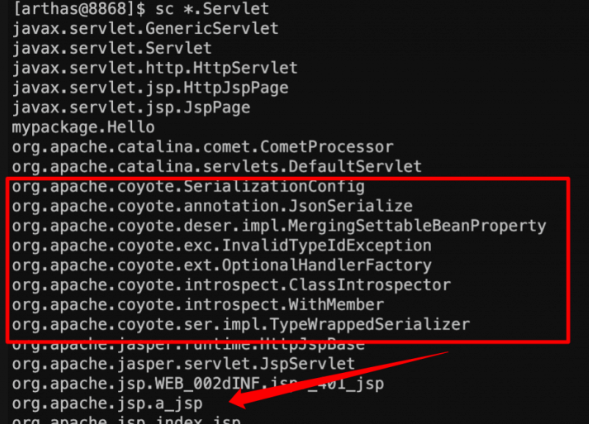 [arthas@8868]$ sc *.Servlet
javax.servlet.GenericServlet
javax.servlet.Servlet
javax.servlet.http.HttpServlet
javax.servlet.jsp.HttpJspPage
javax.servlet.jsp.JspPage
mypackage.Hello
org.apache.catalina.comet.CometProcessor
org.apache.catalina.servlets.DefaultServlet
org.apache.coyote.SerializationConfig
org.apache.coyote.annotation.JsonSerialize
org.apache.coyote.deser.impl.MergingSettableBeanProperty
org.apache.coyote.exc.InvalidTypeIdException
org.apache.coyote.ext.OptionalHandlerFactory
org.apache.coyote.introspect.ClassIntrospector
org.apache.coyote.introspect.WithMember
org.apache.coyote.ser.impl.TypeWrappedSerializer
org.apache.jasper.runtime.HttpJspBase
org.apache.jasper.servlet.JspServlet
org.apache.jsp.WEB_002dINF.jsp._401_jsp
org.apache.jsp.a_jsp
org.apache.jsp.index_jsp